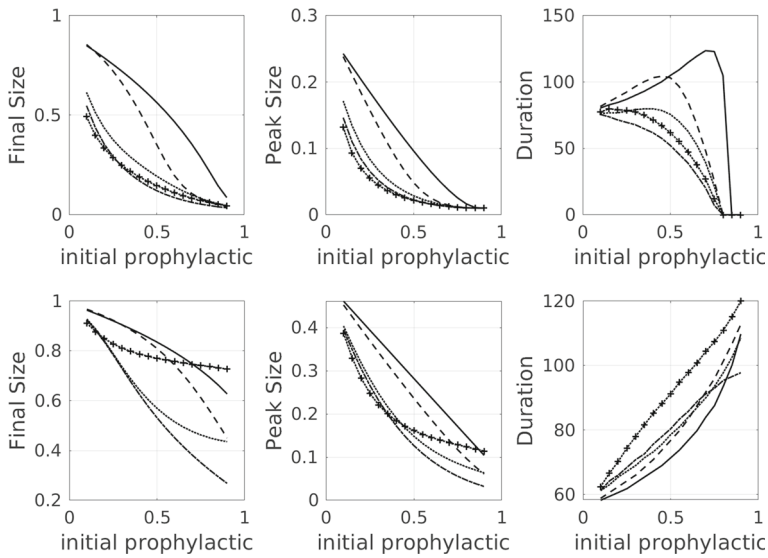 Final Size
1
0.5
0
0 0.5 1
initial prophylactic
Peak Size
0.3
0.2
0.1
0
0 0.5 1
initial prophylactic
Duration
150
100
50
0
0 0.5 1
initial prophylactic
Final Size
1
0.8
0.6
0.4
0.2
0 0.5 1
initial prophylactic
Peak Size
0.4
0.3
0.2
0.1
0
0 0.5 1
initial prophylactic
Duration
120
100
80
60
0 0.5 1
initial prophylactic